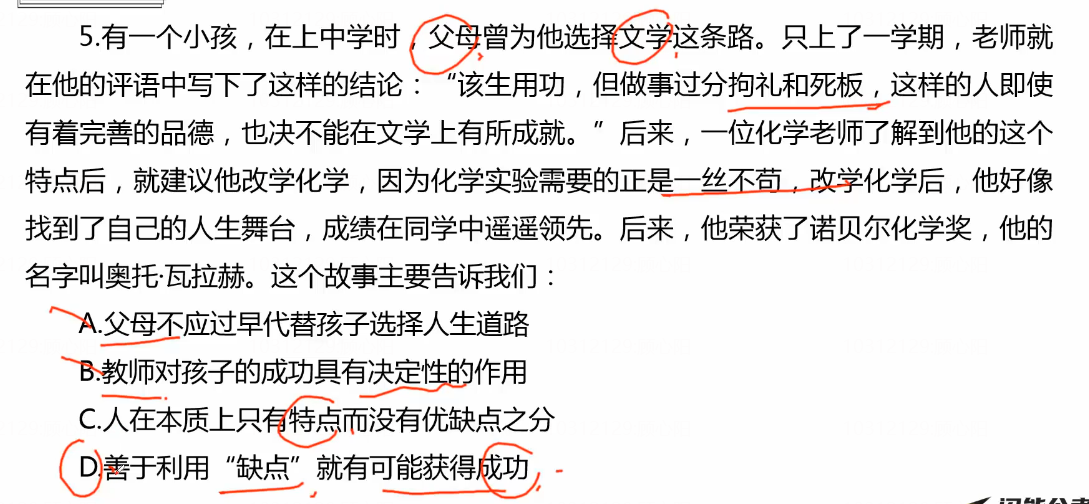 5.有一个小孩，在上中学时，父母曾为他选择文学这条路。只上了一学期，老师就
在他的评语中写下了这样的结论：“该生用功，但做事过分拘礼和死板，这样的人即使
有着完善的品德，也决不能在文学上有所成就。”后来，一位化学老师了解到他的这个
特点后，就建议他改学化学，因为化学实验需要的正是一丝不苟，改学化学后，他好像
找到了自己的人生舞台，成绩在同学中遥遥领先。后来，他荣获了诺贝尔化学奖，他的
名字叫奥托·瓦拉赫。这个故事主要告诉我们：
A.父母不应过早代替孩子选择人生道路
B.教师对孩子的成功具有决定性的作用
C.人在本质上只有特点而没有优缺点之分
D.善于利用“缺点”就有可能获得成功